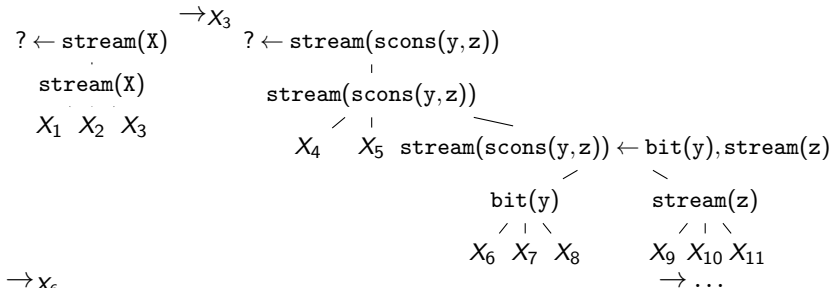 →X₃
? ← stream(X) ? ← stream(scons(y,z))
stream(X) stream(scons(y,z))
X₁ X₂ X₃ X₄ X₅ stream(scons(y,z)) ← bit(y),stream(z)
bit(y) stream(z)
X₆ X₇ X₈ X₉ X₁₀ X₁₁
→X₆ → ...